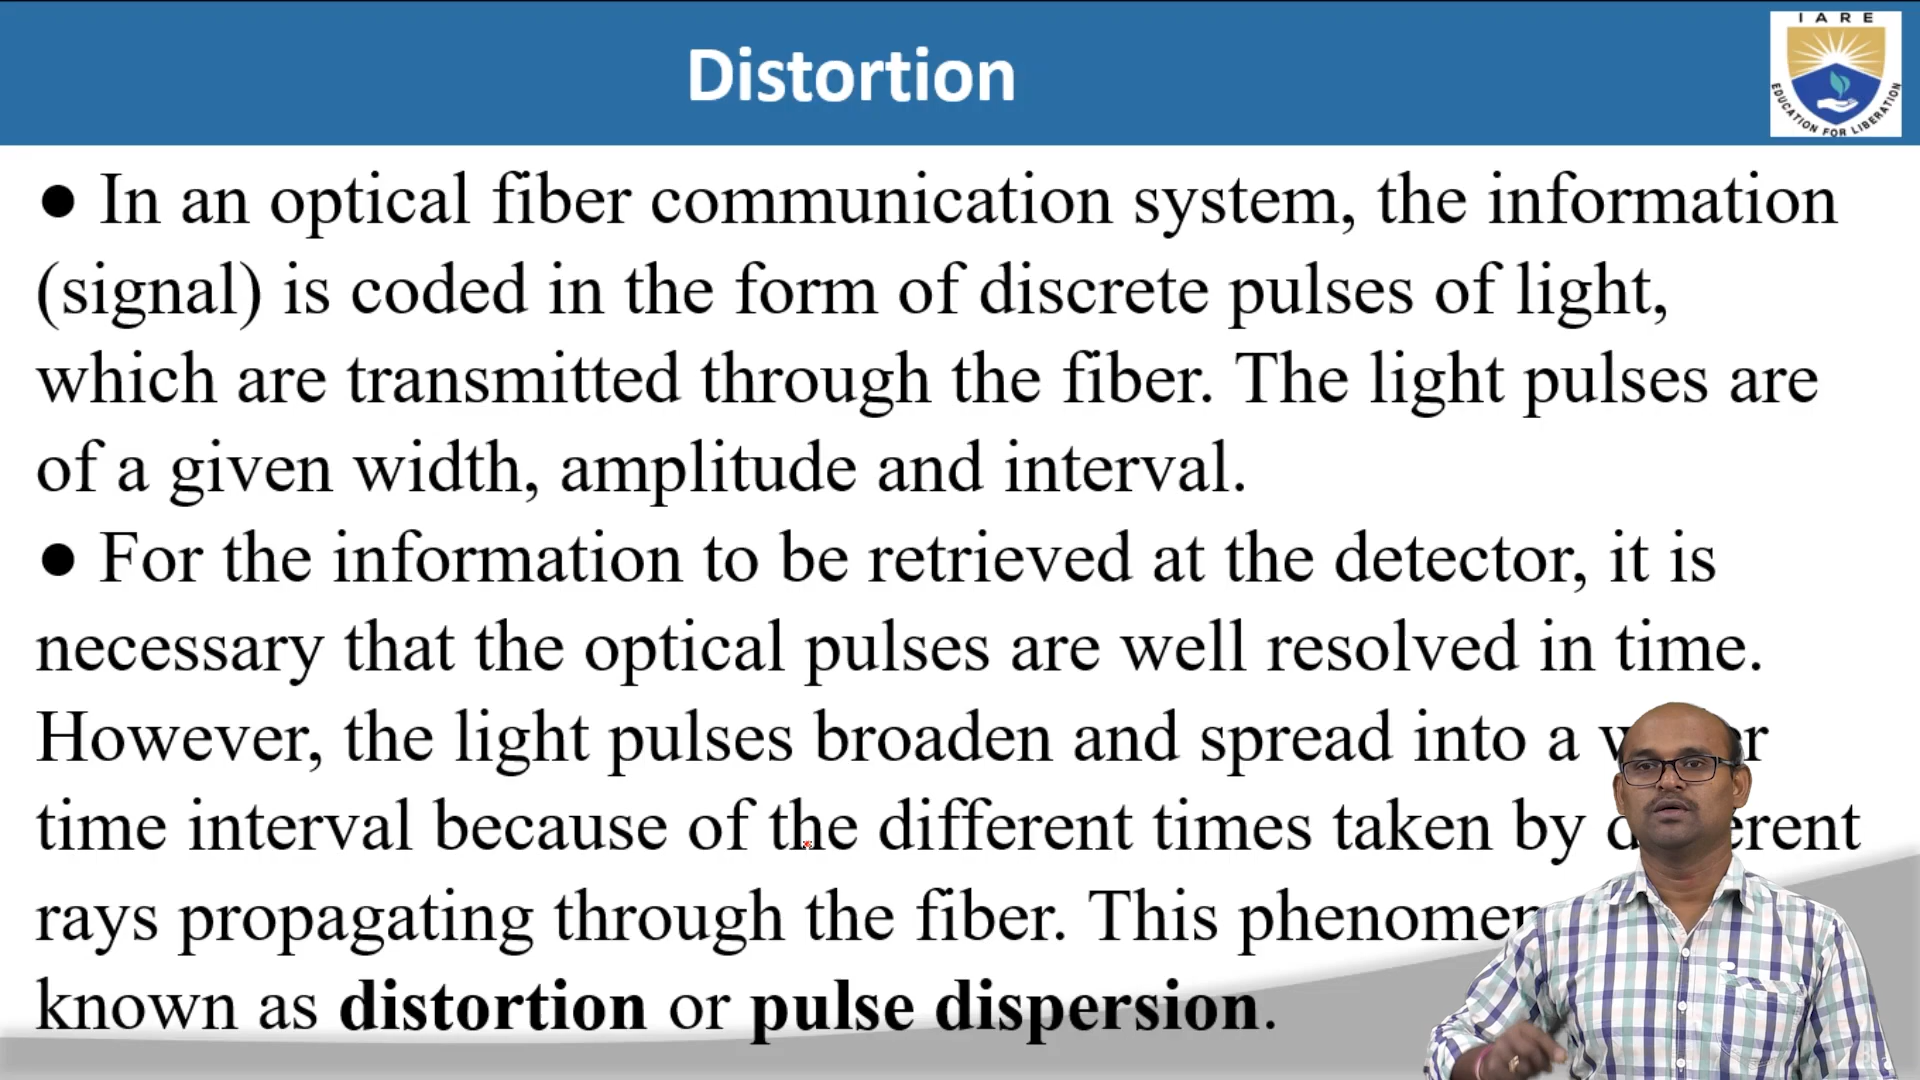 Distortion
IARE
EDUCATION FOR LIBERATION
● In an optical fiber communication system, the information
(signal) is coded in the form of discrete pulses of light,
which are transmitted through the fiber. The light pulses are
of a given width, amplitude and interval.
● For the information to be retrieved at the detector, it is
necessary that the optical pulses are well resolved in time.
However, the light pulses broaden and spread into a
time interval because of the different times taken by
rays propagating through the fiber. This
known as distortion or pulse dispersion.